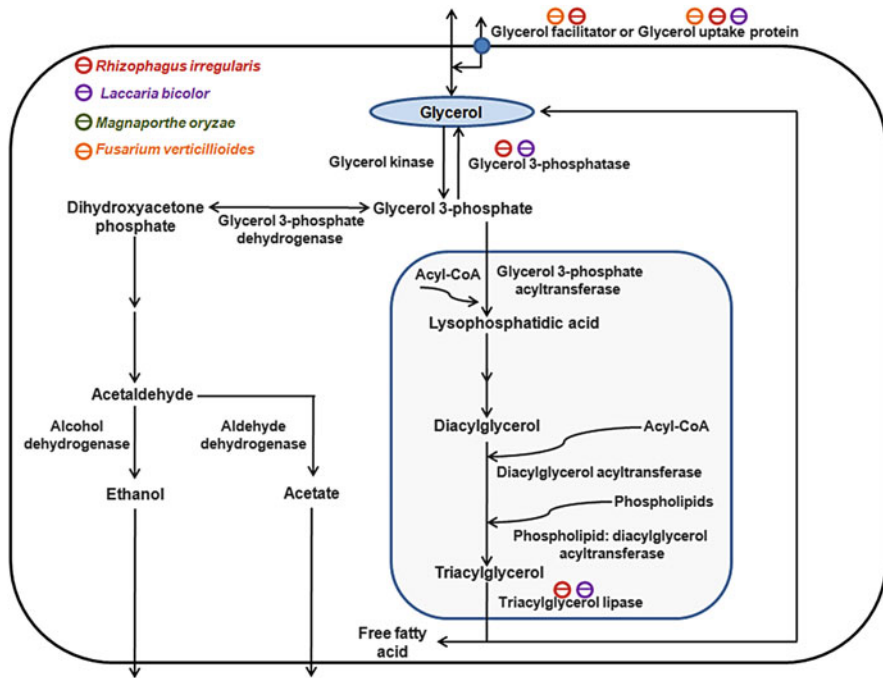 Glycerol facilitator or Glycerol uptake protein
Rhizophagus irregularis
Laccaria bicolor
Magnaporthe oryzae
Fusarium verticillioides
Glycerol
Glycerol kinase
Glycerol 3-phosphatase
Dihydroxyacetone
phosphate
Glycerol 3-phosphate
dehydrogenase
Glycerol 3-phosphate
Acyl-CoA
Glycerol 3-phosphate
acyltransferase
Lysophosphatidic acid
Acetaldehyde
Alcohol
dehydrogenase
Aldehyde
dehydrogenase
Diacylglycerol
Acyl-CoA
Diacylglycerol acyltransferase
Ethanol
Acetate
Phospholipids
Phospholipid: diacylglycerol
acyltransferase
Triacylglycerol
Triacylglycerol lipase
Free fatty
acid